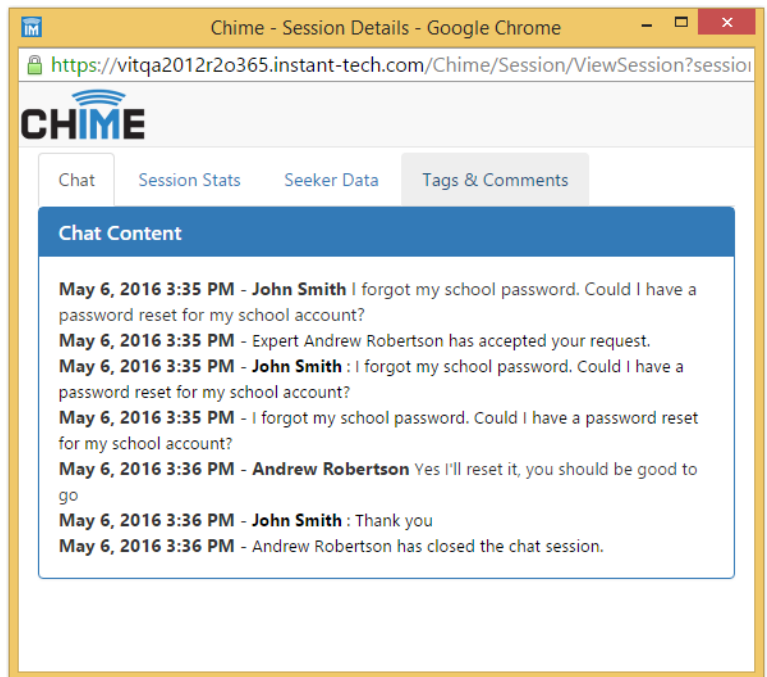 IM
Chime - Session Details - Google Chrome
https://vitqa2012r2o365.instant-tech.com/Chime/Session/ViewSession?session
CHIME
Chat Session Stats Seeker Data Tags & Comments
Chat Content
May 6, 2016 3:35 PM - John Smith I forgot my school password. Could I have a
password reset for my school account?
May 6, 2016 3:35 PM - Expert Andrew Robertson has accepted your request.
May 6, 2016 3:35 PM - John Smith : I forgot my school password. Could I have a
password reset for my school account?
May 6, 2016 3:35 PM - I forgot my school password. Could I have a password reset
for my school account?
May 6, 2016 3:36 PM - Andrew Robertson Yes I'll reset it, you should be good to
go
May 6, 2016 3:36 PM - John Smith : Thank you
May 6, 2016 3:36 PM - Andrew Robertson has closed the chat session.